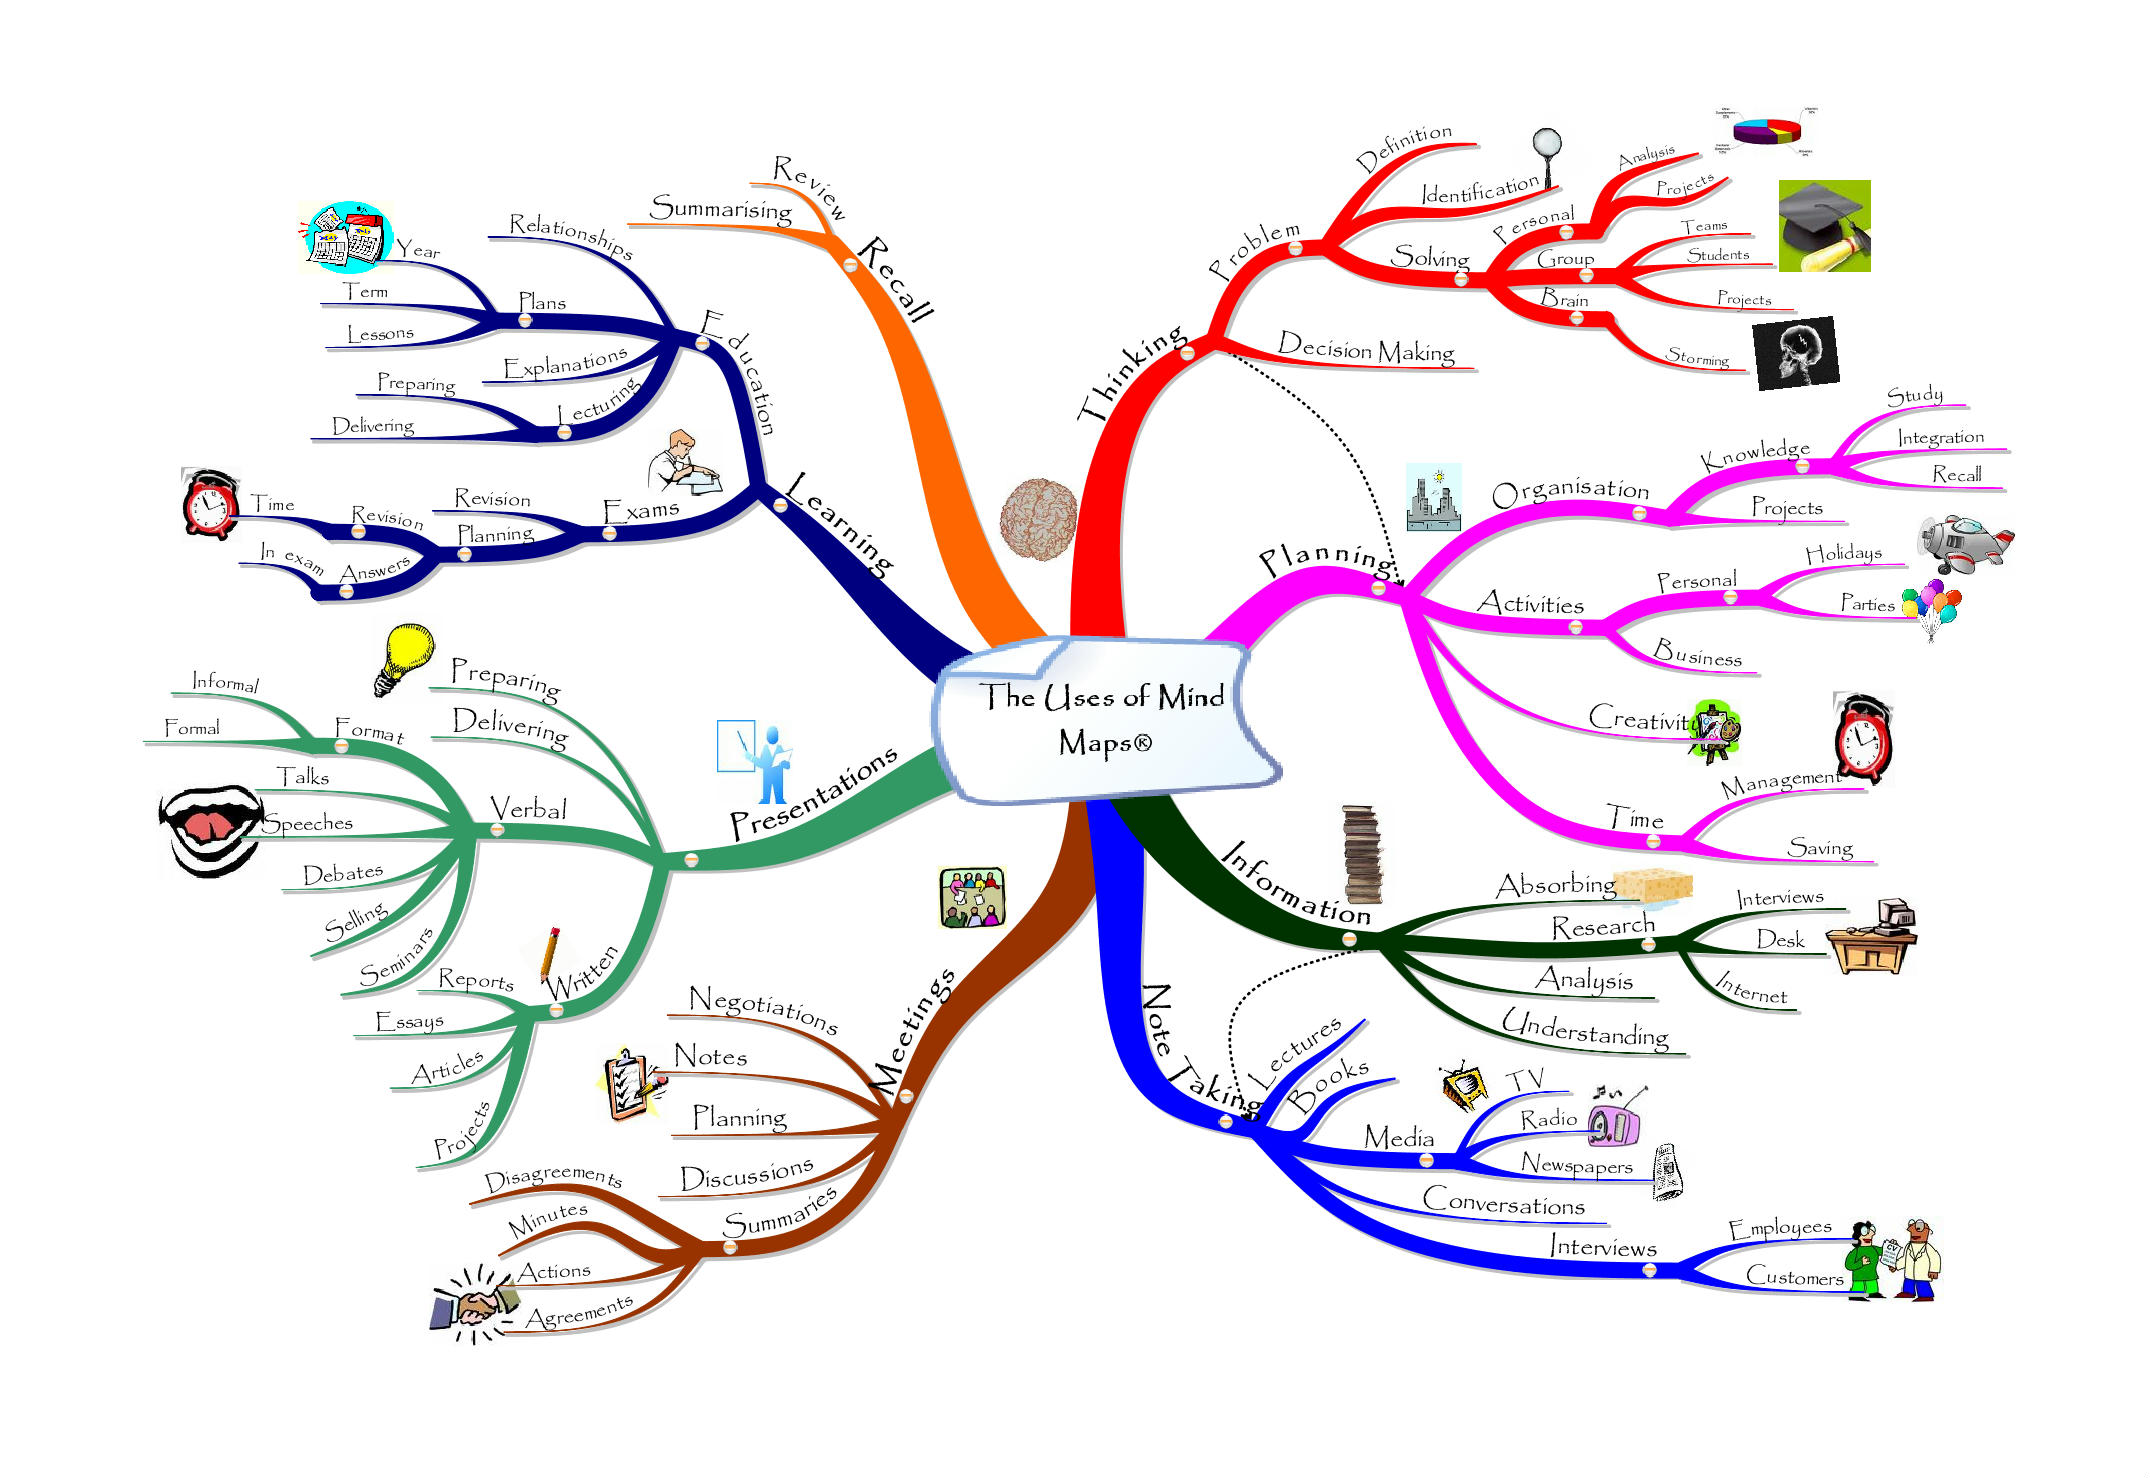 The Uses of Mind
Maps®
Thinking
Problem
Definition
Identification
Solving
Personal
Analysis
Projects
Group
Teams
Students
Projects
Brain
Storming
Decision Making
Planning
Organisation
Knowledge
Study
Integration
Recall
Projects
Activities
Personal
Holidays
Parties
Business
Creativity
Time
Management
Saving
Information
Absorbing
Research
Interviews
Desk
Internet
Analysis
Understanding
Note Taking
Lectures
Books
Media
TV
Radio
Newspapers
Conversations
Interviews
Employees
Customers
CV
Meetings
Negotiations
Notes
Planning
Discussions
Summaries
Disagreements
Minutes
Actions
Agreements
Presentations
Preparing
Delivering
Verbal
Format
Informal
Formal
Talks
Speeches
Debates
Selling
Seminars
Written
Reports
Essays
Articles
Projects
Learning
Education
Relationships
Plans
Year
Term
Lessons
Explanations
Lecturing
Preparing
Delivering
Exams
Revision
Planning
Revision
Time
Answers
In exam
Recall
Review
Summarising